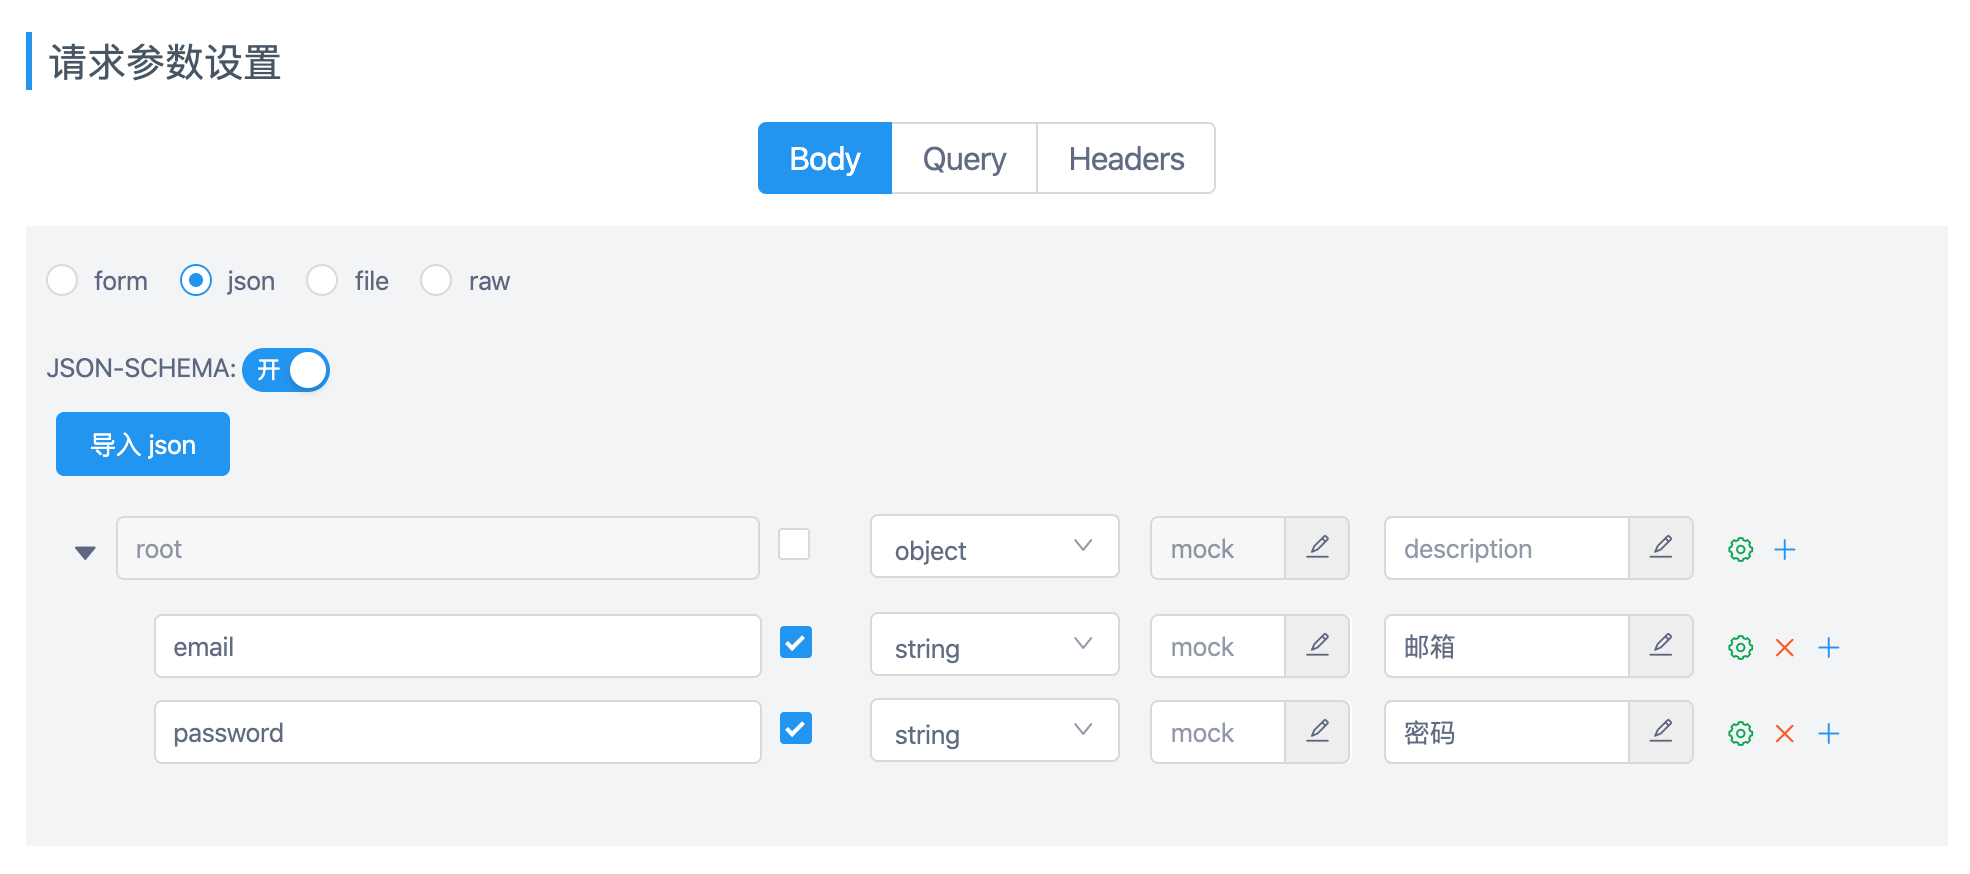 请求参数设置
Body Query Headers
form json file raw
JSON-SCHEMA: 开
导入 json
root object mock description
email string mock 邮箱
password string mock 密码